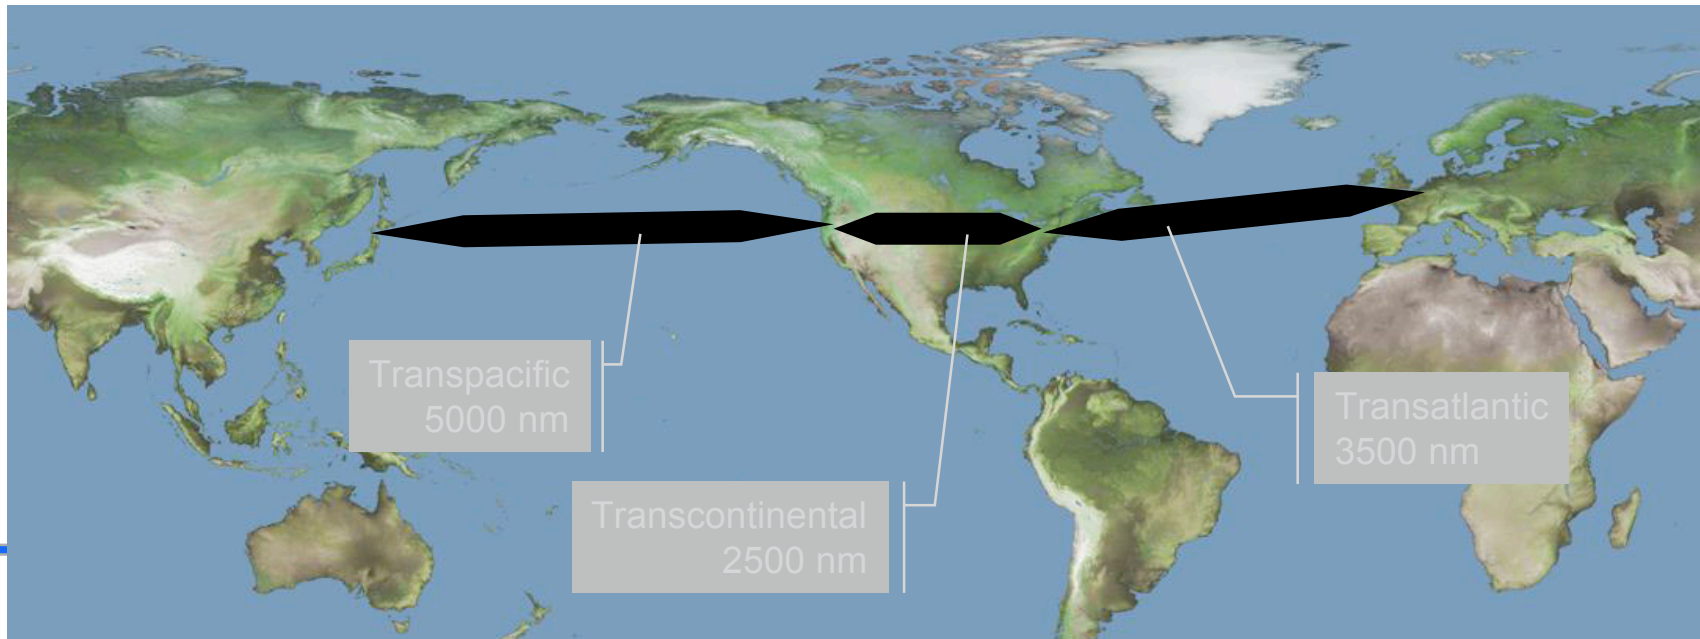 Transpacific
5000 nm
Transcontinental
2500 nm
Transatlantic
3500 nm